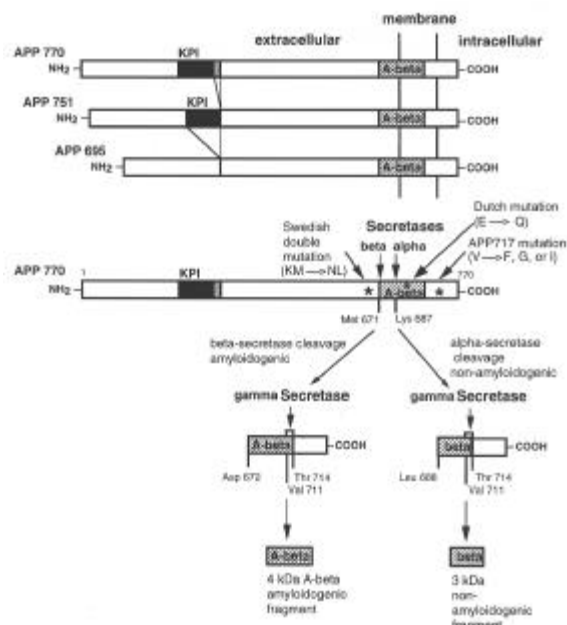 membrane
extracellular
intracellular
APP 770
KPI
NH2
A-beta
COOH
APP 751
KPI
NH2
A-beta
COOH
APP 695
NH2
A-beta
COOH
Dutch mutation
(E → Q)
Swedish
double
mutation
(KM → NL)
Secretases
beta alpha
APP717 mutation
(V → F, G, or I)
APP 770
1
KPI
770
NH2
*
A-beta
*
COOH
Met 671
Lys 687
beta-secretase cleavage
amyloidogenic
alpha-secretase
cleavage
non-amyloidogenic
gamma Secretase
gamma Secretase
A-beta
COOH
beta
COOH
Asp 672
Thr 714
Val 711
Leu 688
Thr 714
Val 711
A-beta
beta
4 kDa A-beta
amyloidogenic
fragment
3 kDa
non-
amyloidogenic
fragment